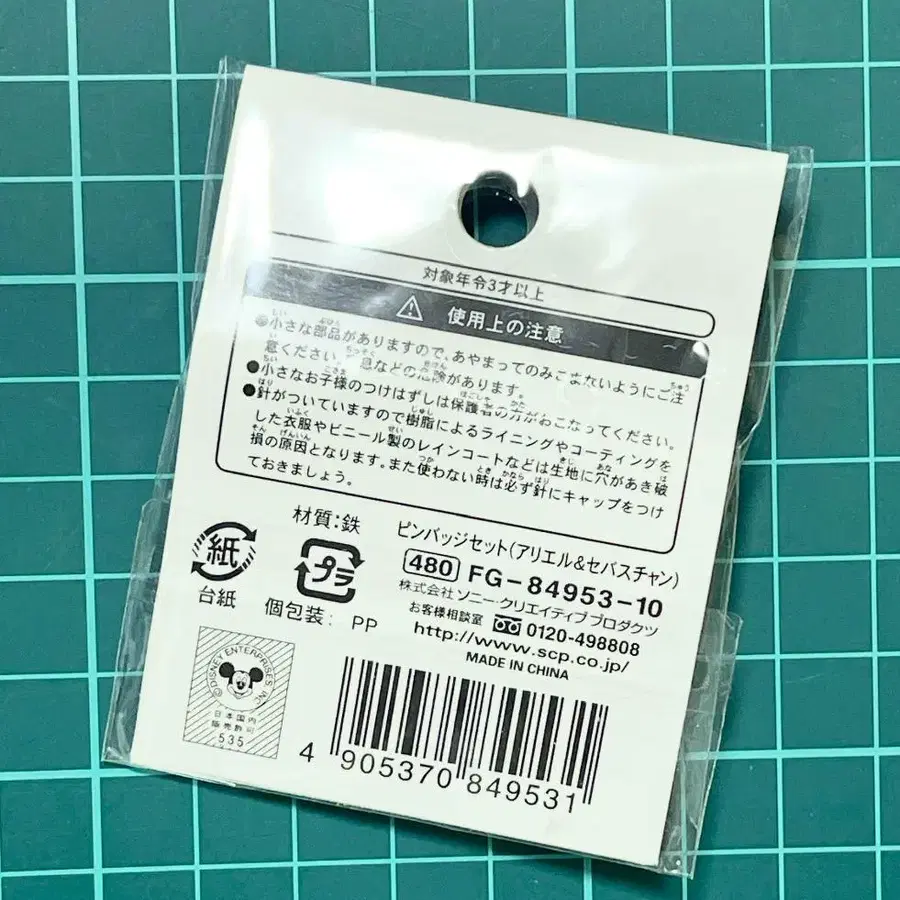 対象年令3才以上
使用上の注意
●小さな部品がありますので、あやまってのみこまないようにご注
意ください 息などの危険があります。
●小さなお子様のつけはずしは保護者の方がおこなってください。
●針がついていますので樹脂によるライニングやコーティングを
した衣服やビニール製のレインコートなどは生地に穴があき破
損の原因となります。また使わない時は必ず針にキャップをつけ
ておきましょう。
材質:鉄
紙
台紙
プラ
個包装: PP
ピンバッジセット(アリエル&セバスチャン)
480 FG-84953-10
株式会社 ソニー・クリエイティブプロダクツ
お客様相談室 0120-498808
http://www.scp.co.jp/
MADE IN CHINA
©DISNEY ENTERPRISES, INC.
日本国内
販売許可
535
4 905370 849531